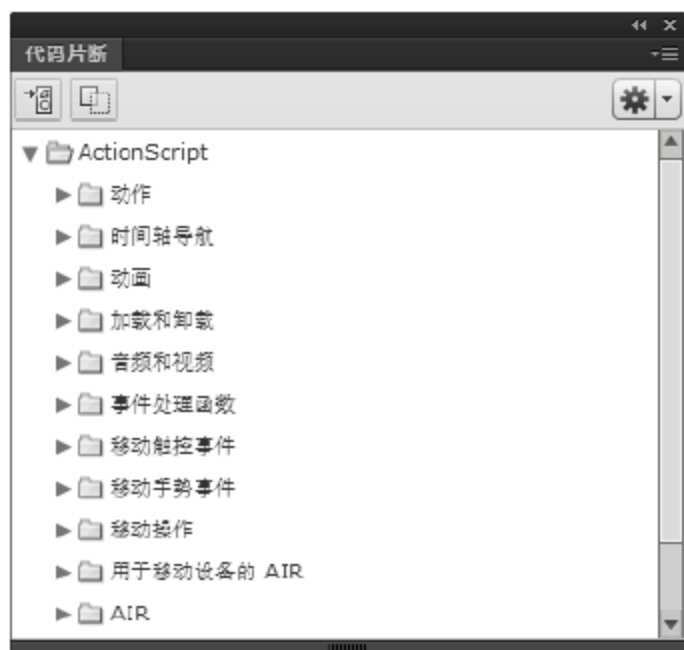 代码片断
ActionScript
动作
时间轴导航
动画
加载和卸载
音频和视频
事件处理函数
移动触控事件
移动手势事件
移动操作
用于移动设备的 AIR
AIR